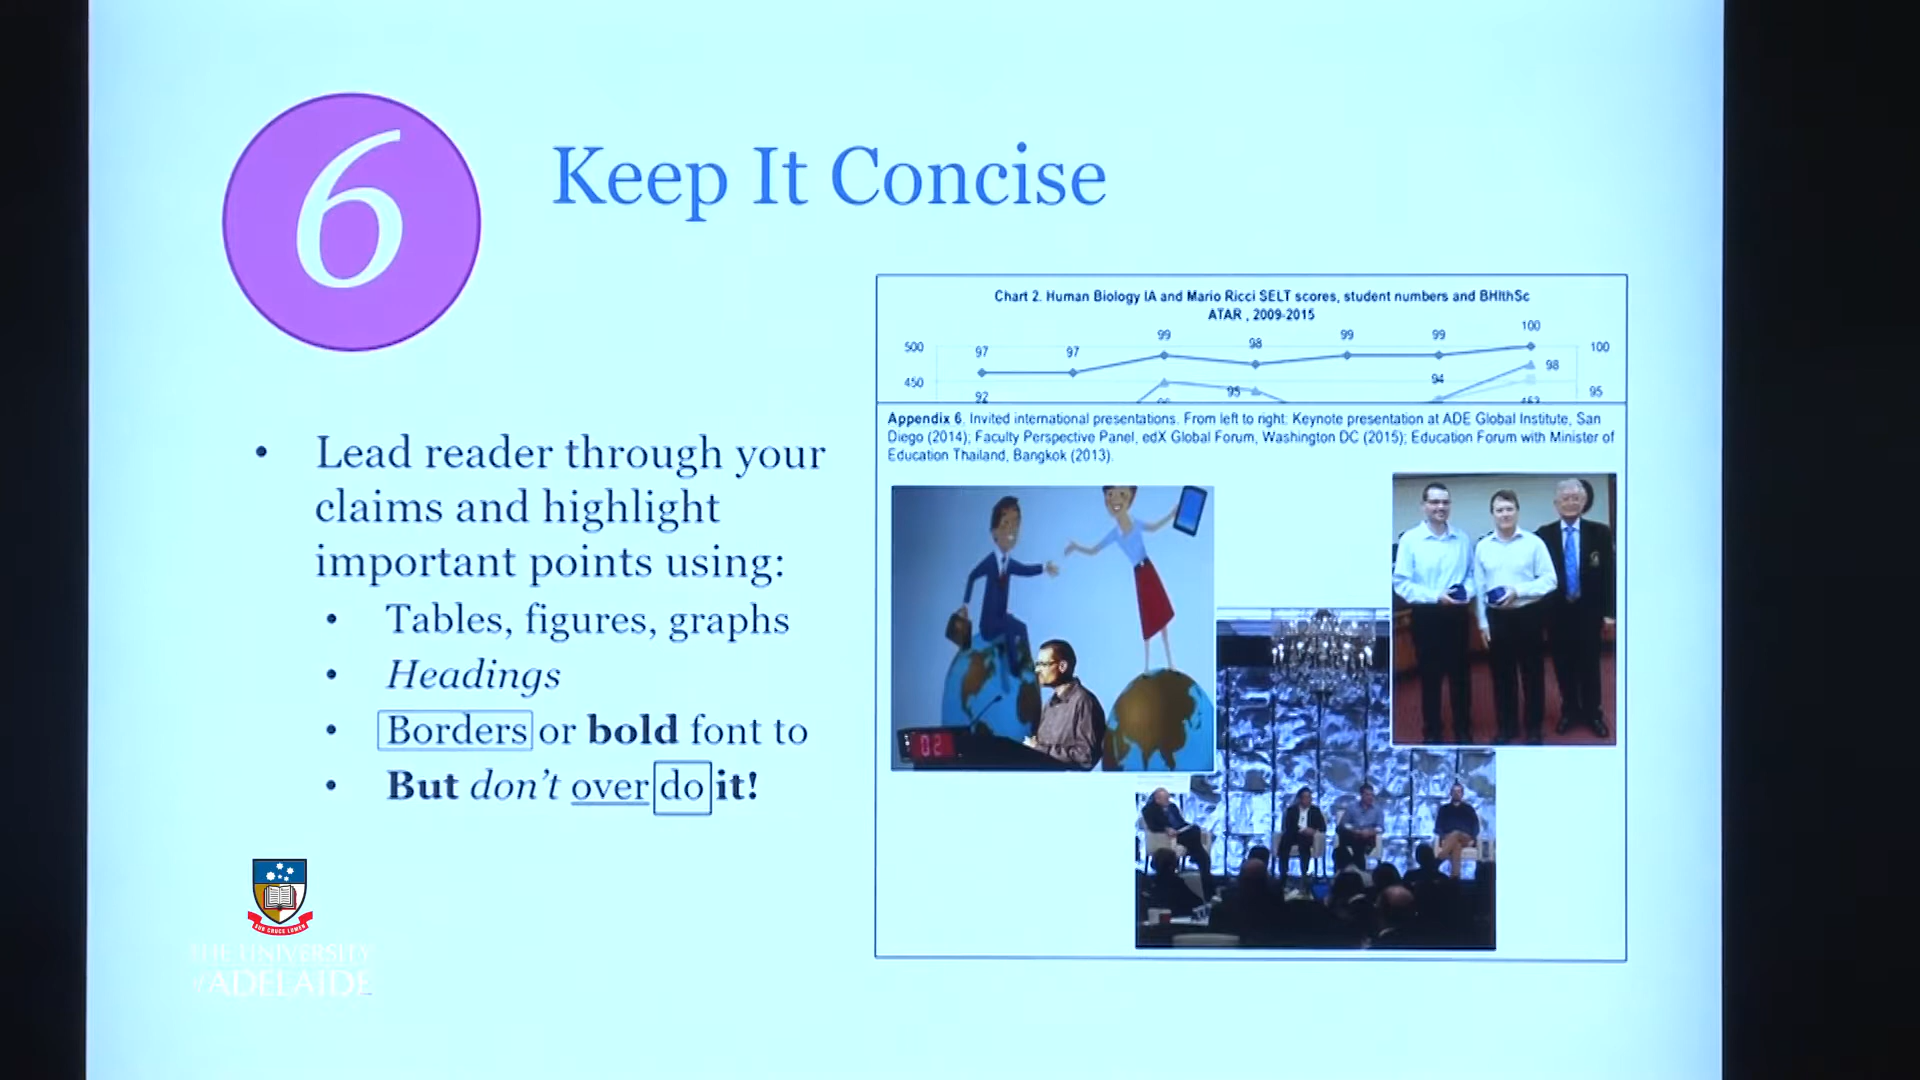 6
Keep It Concise
• Lead reader through your
claims and highlight
important points using:
• Tables, figures, graphs
• Headings
• Borders or bold font to
• But don't over do it!
Chart 2. Human Biology IA and Mario Ricci SELT scores, student numbers and BHlthSc
ATAR , 2009-2015
500 97 97 99 98 99 99 100 100
98
450 92 95 94 95
Appendix 6. Invited international presentations. From left to right: Keynote presentation at ADE Global Institute, San
Diego (2014); Faculty Perspective Panel, edX Global Forum, Washington DC (2015); Education Forum with Minister of
Education Thailand, Bangkok (2013).
02
SUB CRUCE LUMEN
THE UNIVERSITY
of ADELAIDE